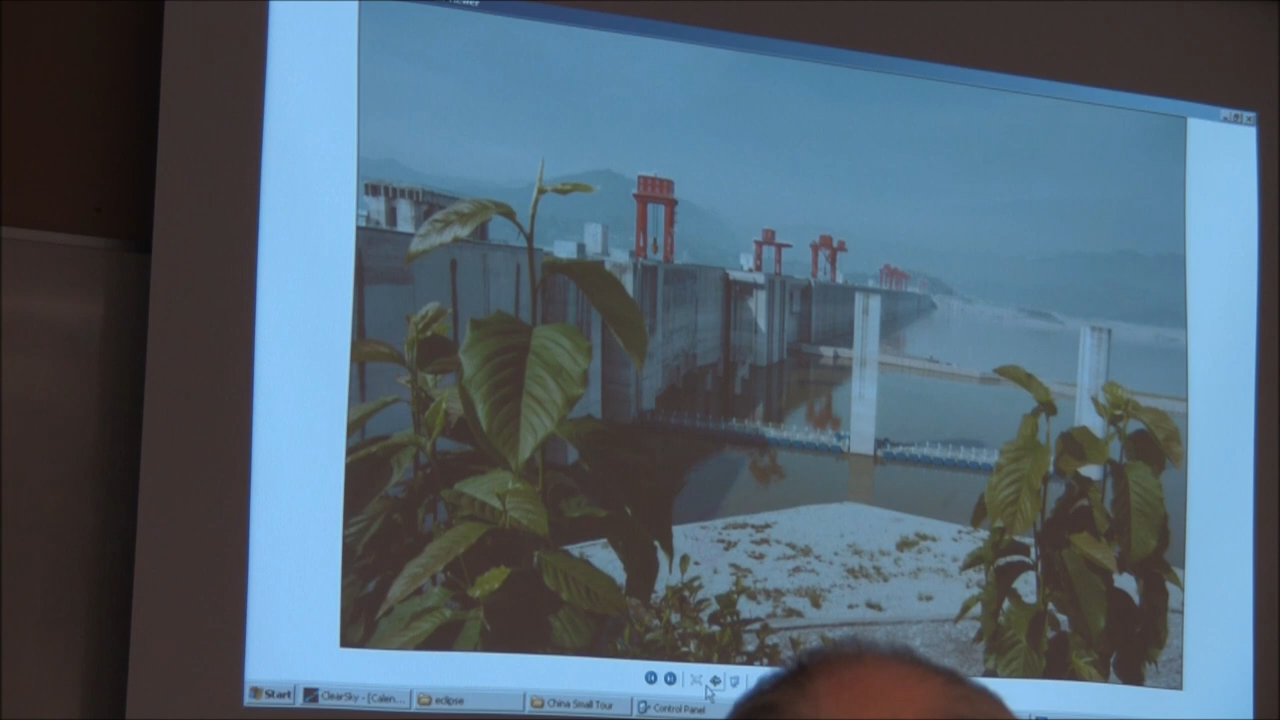 Start
ClearSky - [Calen...
eclipse
China Small Tour
Control Panel